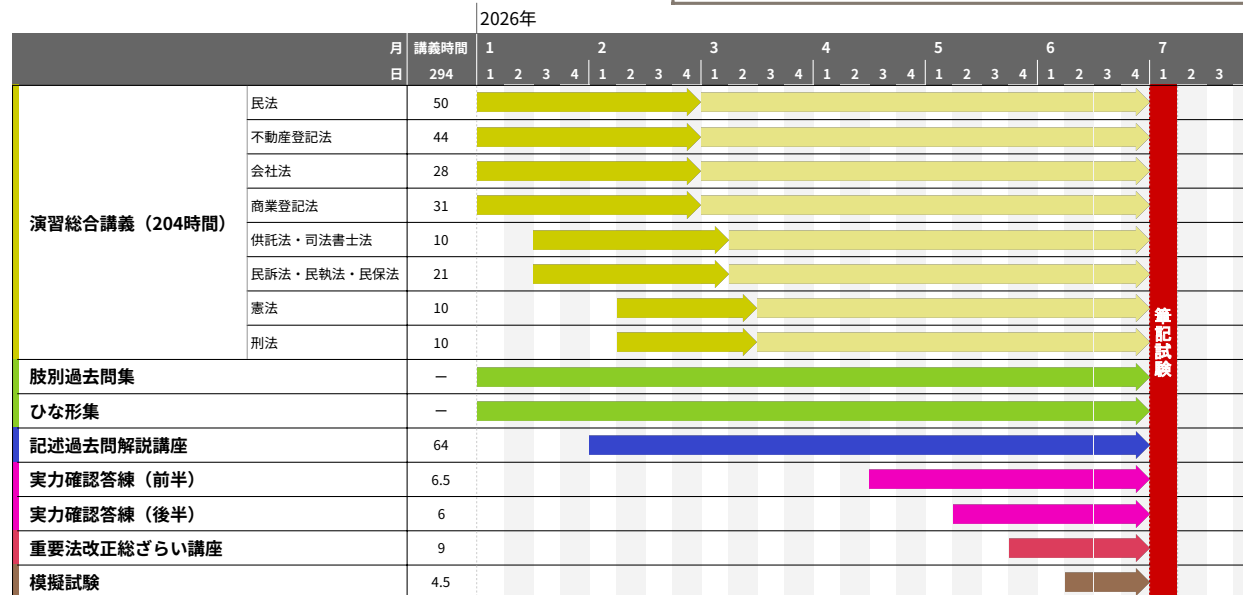 2026年
月 講義時間 1 2 3 4 5 6 7
日 294 1 2 3 4 1 2 3 4 1 2 3 4 1 2 3 4 1 2 3 4 1 2 3 4 1 2 3
演習総合講義（204時間）
民法 50
不動産登記法 44
会社法 28
商業登記法 31
供託法・司法書士法 10
民訴法・民執法・民保法 21
憲法 10
刑法 10
肢別過去問集 －
ひな形集 －
記述過去問解説講座 64
実力確認答練（前半） 6.5
実力確認答練（後半） 6
重要法改正総ざらい講座 9
模擬試験 4.5
筆記試験